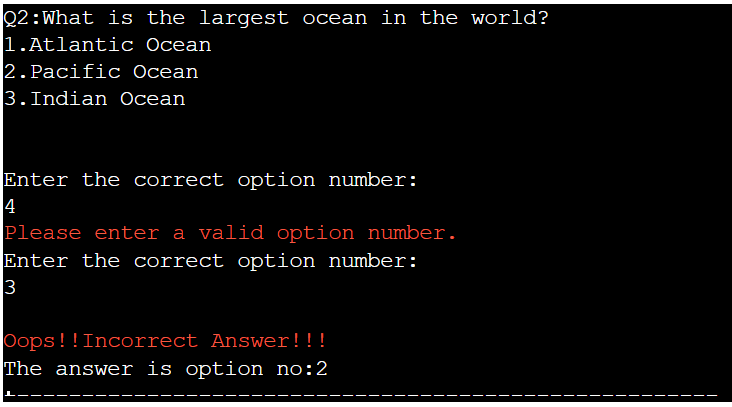 Q2:What is the largest ocean in the world?
1.Atlantic Ocean
2.Pacific Ocean
3.Indian Ocean
Enter the correct option number:
4
Please enter a valid option number.
Enter the correct option number:
3
Oops!!Incorrect Answer!!!
The answer is option no:2
-------------------------------------------------------